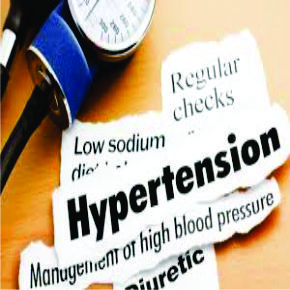 Regular
checks
Low sodium
Hypertension
Management of high blood pressure
Diuretic